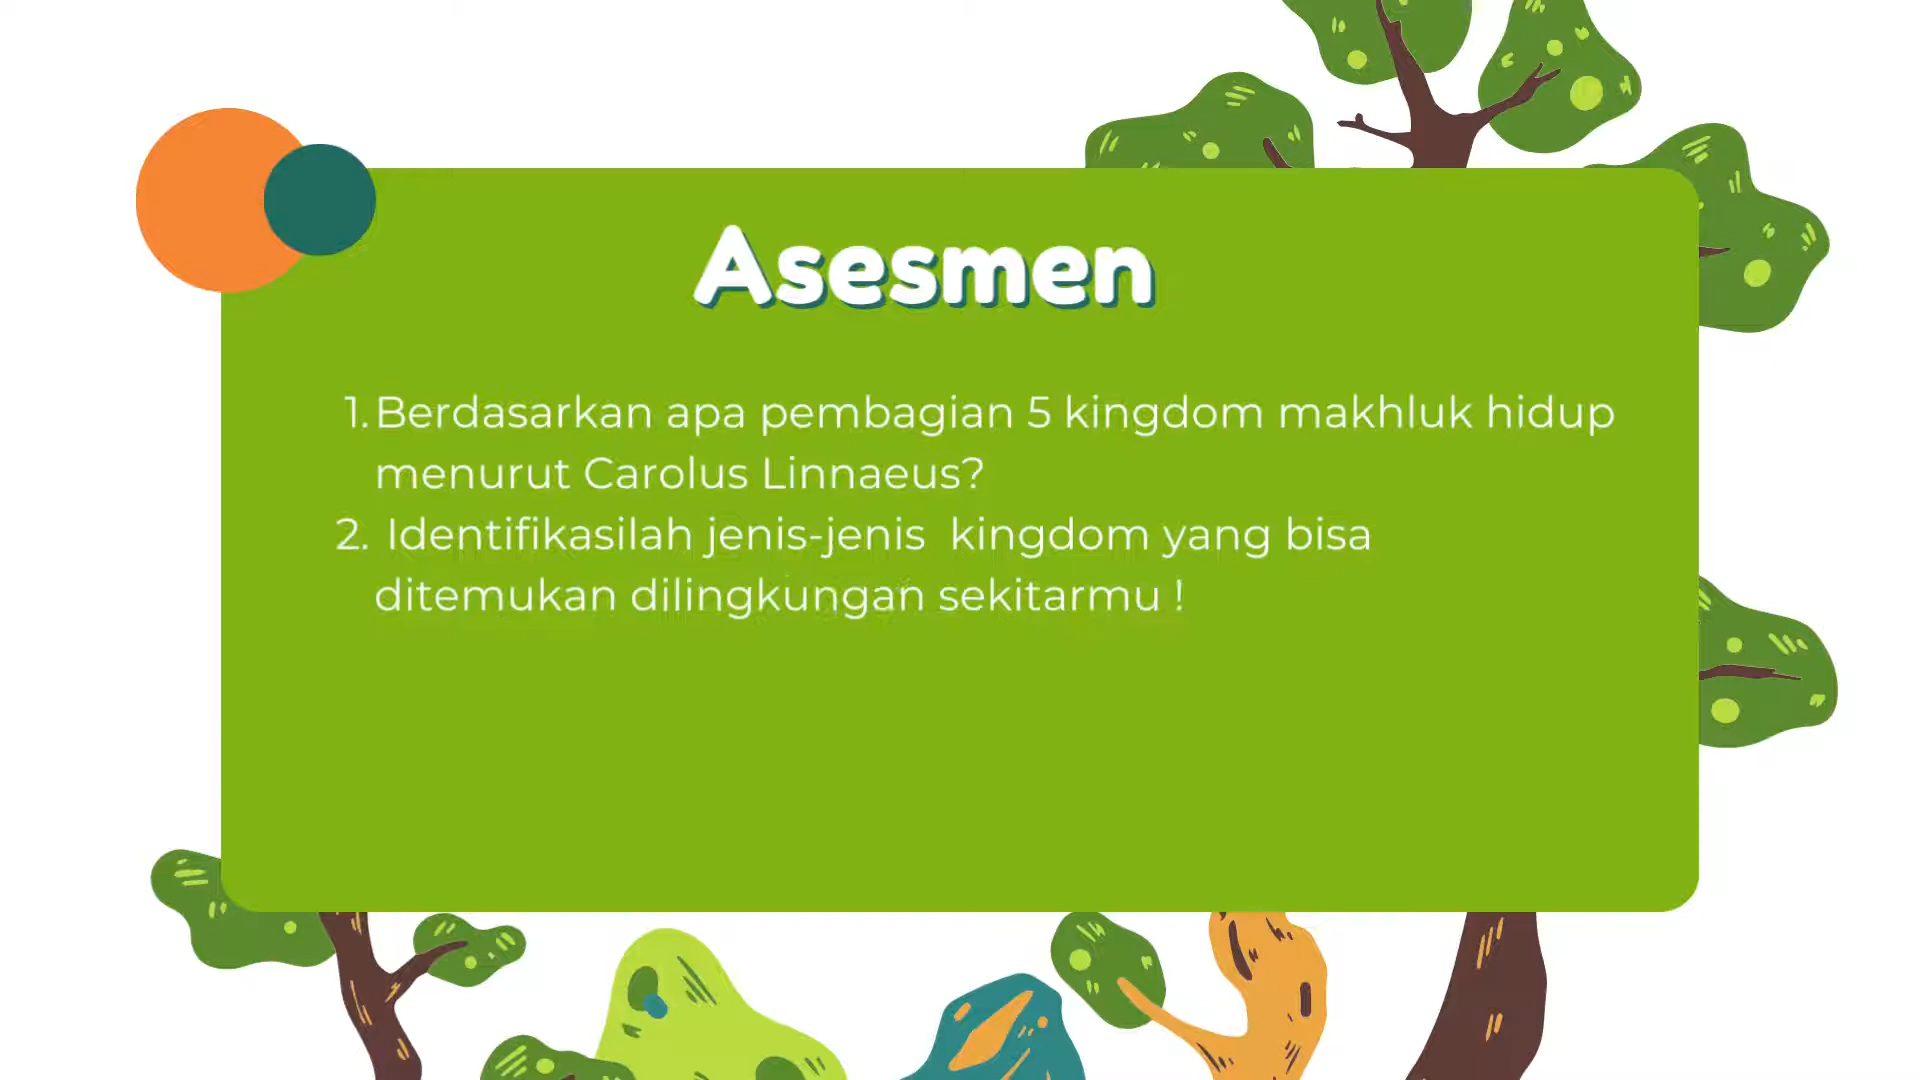 Asesmen
1. Berdasarkan apa pembagian 5 kingdom makhluk hidup
menurut Carolus Linnaeus?
2. Identifikasilah jenis-jenis kingdom yang bisa
ditemukan dilingkungan sekitarmu !